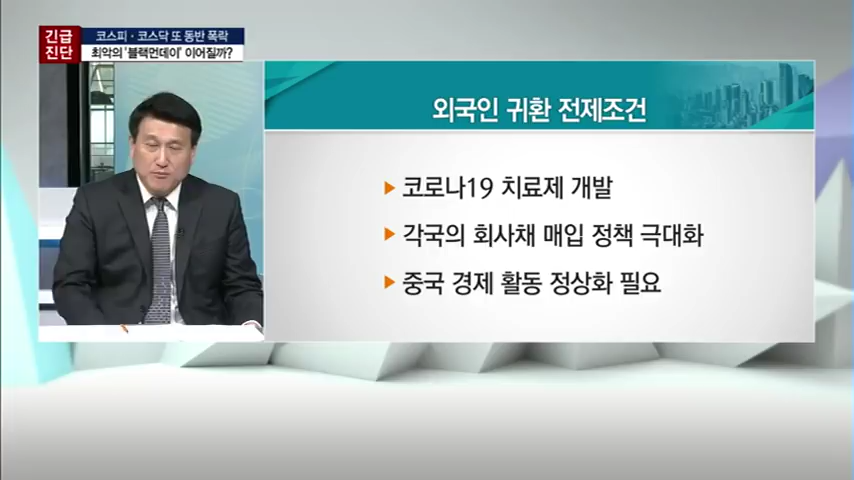 긴급
진단
코스피·코스닥 또 동반 폭락
최악의 '블랙먼데이' 이어질까?
외국인 귀환 전제조건
▶ 코로나19 치료제 개발
▶ 각국의 회사채 매입 정책 극대화
▶ 중국 경제 활동 정상화 필요